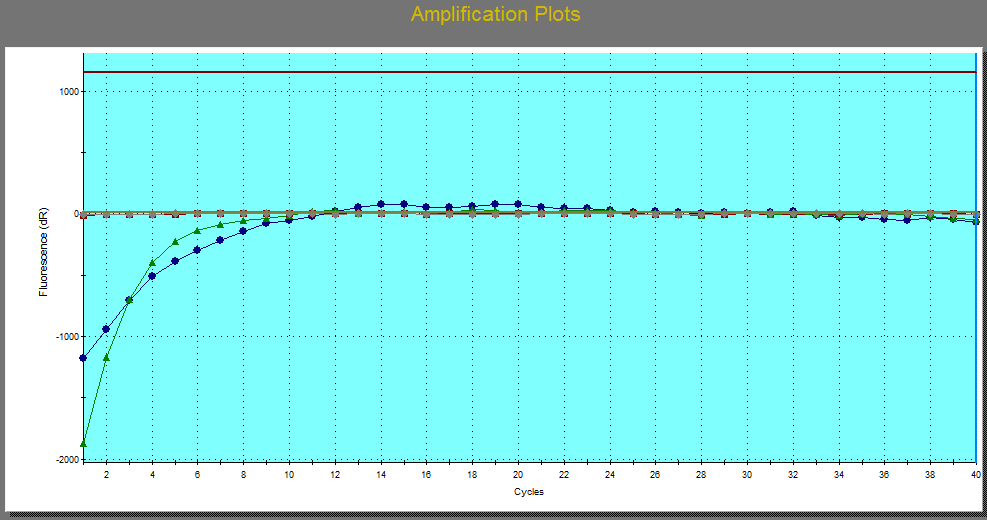 Amplification Plots
1000
0
-1000
-2000
Fluorescence (dR)
2 4 6 8 10 12 14 16 18 20 22 24 26 28 30 32 34 36 38 40
Cycles